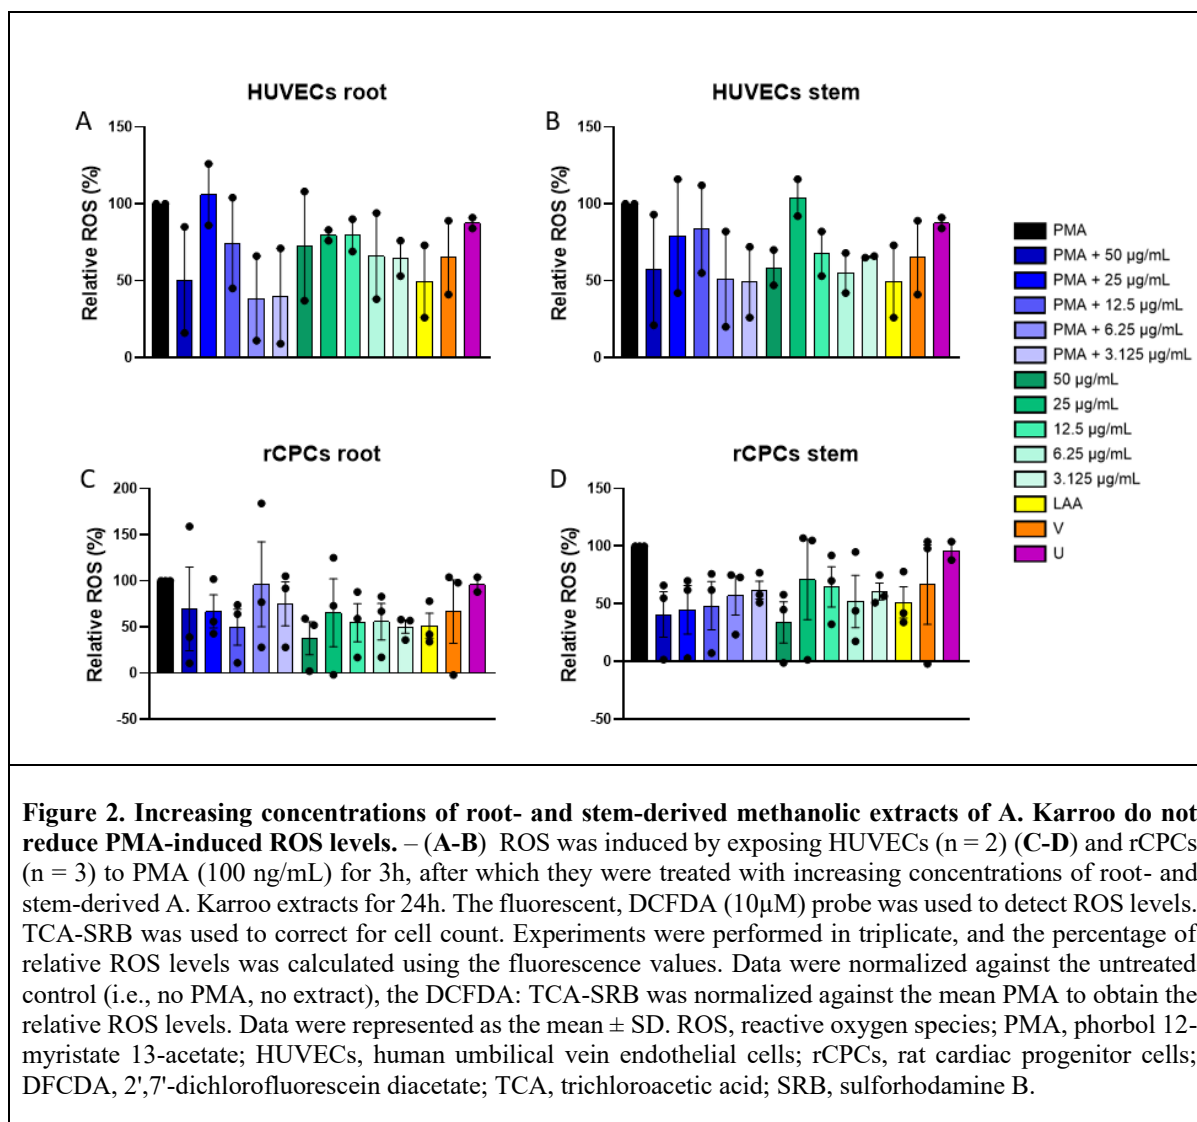 HUVECs root
A
150
100
50
0
Relative ROS (%)
HUVECs stem
B
150
100
50
0
Relative ROS (%)
PMA
PMA + 50 µg/mL
PMA + 25 µg/mL
PMA + 12.5 µg/mL
PMA + 6.25 µg/mL
PMA + 3.125 µg/mL
50 µg/mL
25 µg/mL
12.5 µg/mL
6.25 µg/mL
3.125 µg/mL
LAA
V
U
rCPCs root
C
200
150
100
50
0
-50
Relative ROS (%)
rCPCs stem
D
150
100
50
0
-50
Relative ROS (%)
Figure 2. Increasing concentrations of root- and stem-derived methanolic extracts of A. Karroo do not
reduce PMA-induced ROS levels. – (A-B) ROS was induced by exposing HUVECs (n = 2) (C-D) and rCPCs
(n = 3) to PMA (100 ng/mL) for 3h, after which they were treated with increasing concentrations of root- and
stem-derived A. Karroo extracts for 24h. The fluorescent, DCFDA (10µM) probe was used to detect ROS levels.
TCA-SRB was used to correct for cell count. Experiments were performed in triplicate, and the percentage of
relative ROS levels was calculated using the fluorescence values. Data were normalized against the untreated
control (i.e., no PMA, no extract), the DCFDA: TCA-SRB was normalized against the mean PMA to obtain the
relative ROS levels. Data were represented as the mean ± SD. ROS, reactive oxygen species; PMA, phorbol 12-
myristate 13-acetate; HUVECs, human umbilical vein endothelial cells; rCPCs, rat cardiac progenitor cells;
DFCDA, 2',7'-dichlorofluorescein diacetate; TCA, trichloroacetic acid; SRB, sulforhodamine B.